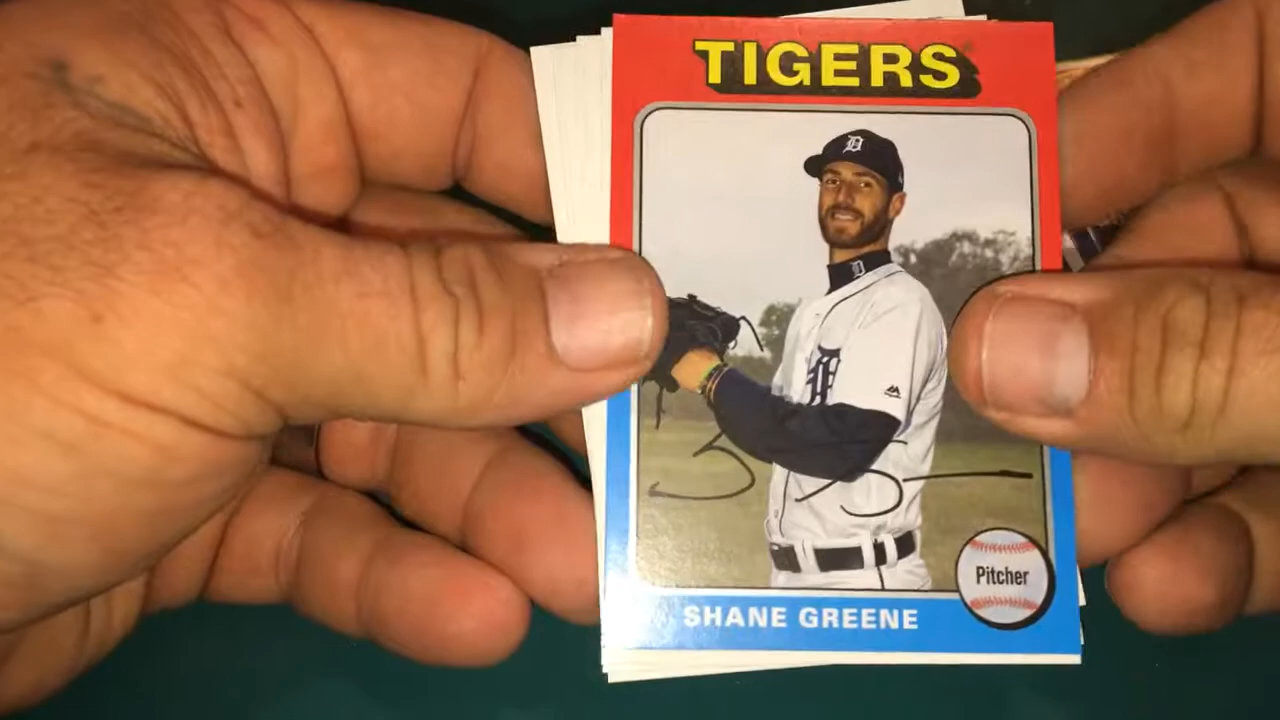 TIGERS
D
D
D
Pitcher
SHANE GREENE